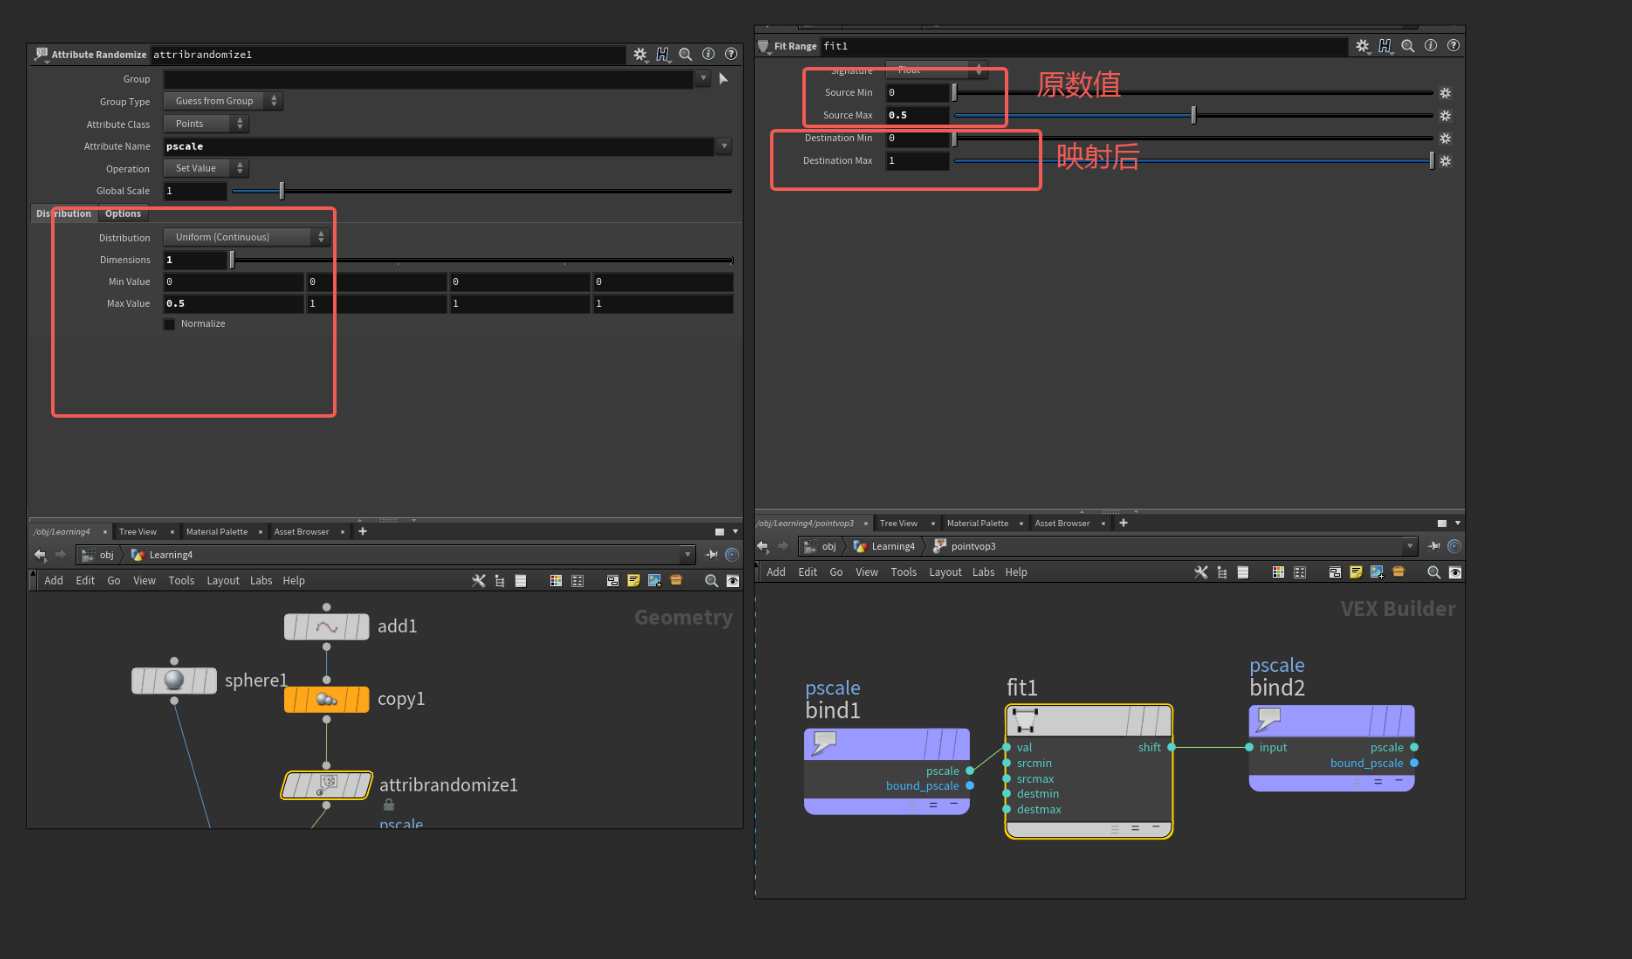 Attribute Randomize attribrandomize1
Group
Group Type Guess from Group
Attribute Class Points
Attribute Name pscale
Operation Set Value
Global Scale 1
Distribution Options
Distribution Uniform (Continuous)
Dimensions 1
Min Value 0 0 0 0
Max Value 0.5 1 1 1
Normalize
/obj/Learning4 Tree View Material Palette Asset Browser
obj Learning4
Add Edit Go View Tools Layout Labs Help
Geometry
add1
sphere1
copy1
attribrandomize1
pscale
Fit Range fit1
Signature Float
Source Min 0
原数值
Source Max 0.5
Destination Min 0
映射后
Destination Max 1
/obj/Learning4/pointvop3 Tree View Material Palette Asset Browser
obj Learning4 pointvop3
Add Edit Go View Tools Layout Labs Help
VEX Builder
pscale
bind1
pscale
bound_pscale
fit1
val shift
srcmin
srcmax
destmin
destmax
pscale
bind2
input pscale
bound_pscale